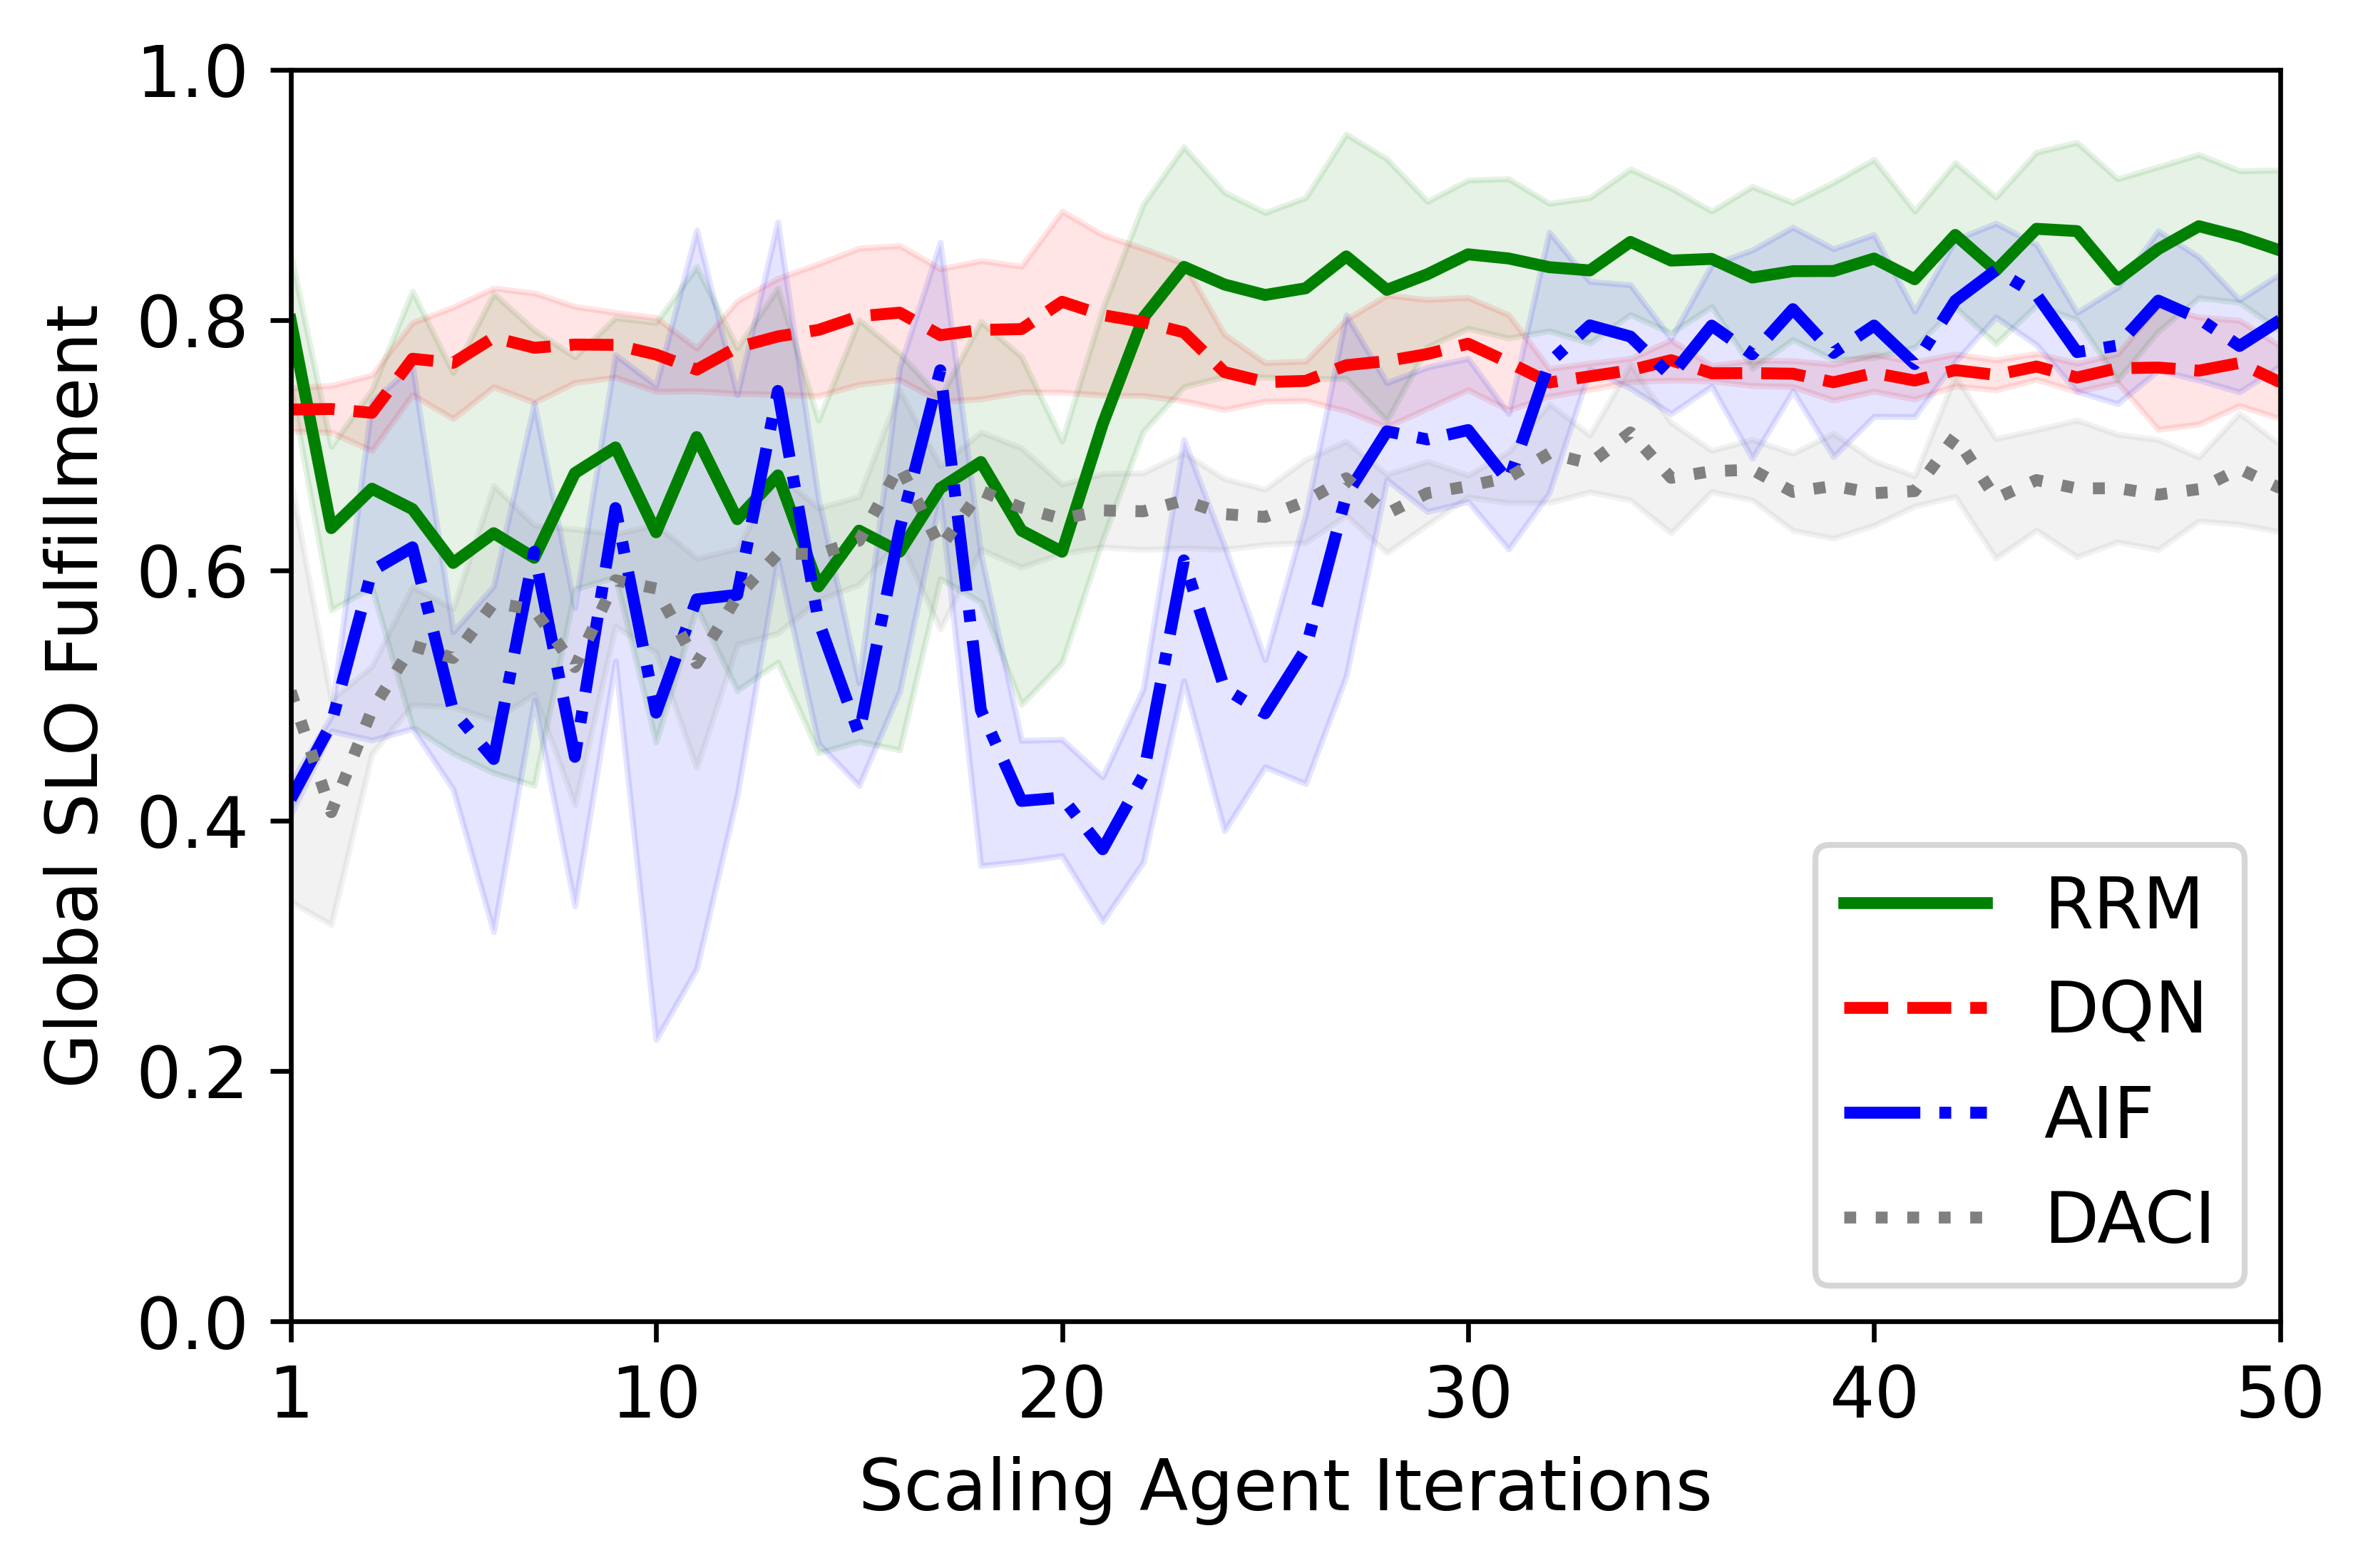 Global SLO Fulfillment
1.0
0.8
0.6
0.4
0.2
0.0
1 10 20 30 40 50
Scaling Agent Iterations
RRM
DQN
AIF
DACI